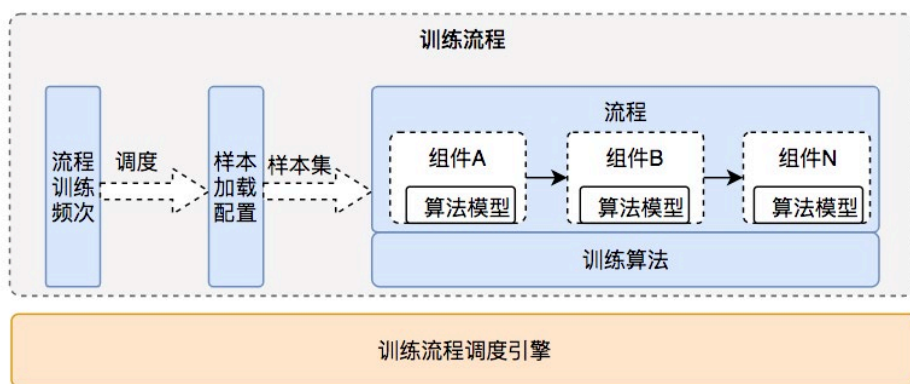 训练流程
流程
训练
频次
调度
样本
加载
配置
样本集
流程
组件A
算法模型
组件B
算法模型
组件N
算法模型
训练算法
训练流程调度引擎